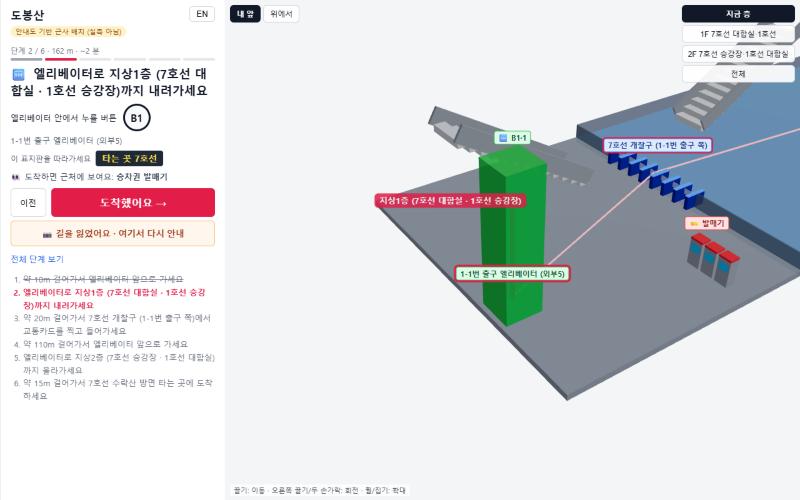 도봉산
EN
안내도 기반 근사 배치 (실측 아님)
단계 2 / 6 · 162 m · ~2 분
엘리베이터로 지상1층 (7호선 대
합실 · 1호선 승강장)까지 내려가세요
엘리베이터 안에서 누를 버튼 B1
1-1번 출구 엘리베이터 (외부5)
이 표지판을 따라가세요 타는 곳 7호선
도착하면 근처에 보여요: 승차권 발매기
이전
도착했어요 →
길을 잃었어요 · 여기서 다시 안내
전체 단계 보기
1. 약 10m 걸어가서 엘리베이터 앞으로 가세요
2. 엘리베이터로 지상1층 (7호선 대합실 · 1호선 승강
장)까지 내려가세요
3. 약 20m 걸어가서 7호선 개찰구 (1-1번 출구 쪽)에서
교통카드를 찍고 들어가세요
4. 약 110m 걸어가서 엘리베이터 앞으로 가세요
5. 엘리베이터로 지상2층 (7호선 승강장 · 1호선 대합실)
까지 올라가세요
6. 약 15m 걸어가서 7호선 수락산 방면 타는 곳에 도착
하세요
내 앞
위에서
지금 층
1F 7호선 대합실·1호선
2F 7호선 승강장·1호선 대합실
전체
B1-1
7호선 개찰구 (1-1번 출구 쪽)
지상1층 (7호선 대합실 · 1호선 승강장)
발매기
1-1번 출구 엘리베이터 (외부5)
끌기: 이동 · 오른쪽 끌기/두 손가락: 회전 · 휠/집기: 확대